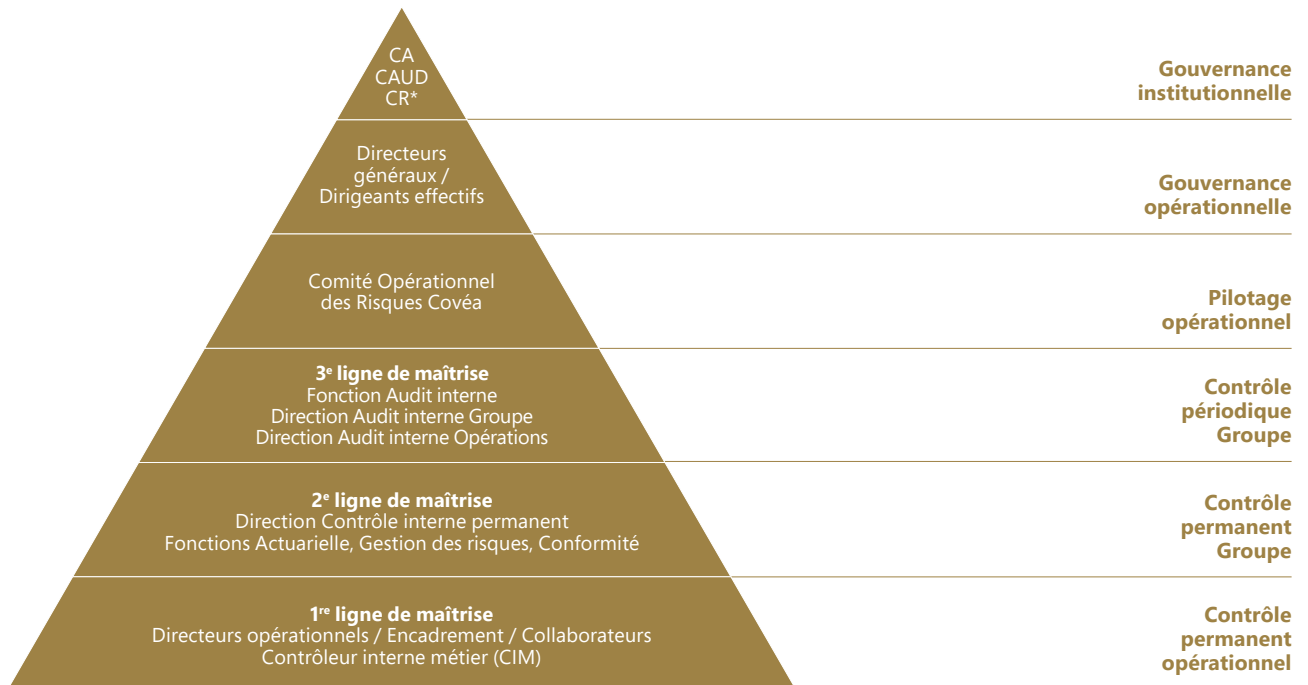 CA
CAUD
CR*
Gouvernance
institutionnelle
Directeurs
généraux /
Dirigeants effectifs
Gouvernance
opérationnelle
Comité Opérationnel
des Risques Covéa
Pilotage
opérationnel
3e ligne de maîtrise
Fonction Audit interne
Direction Audit interne Groupe
Direction Audit interne Opérations
Contrôle
périodique
Groupe
2e ligne de maîtrise
Direction Contrôle interne permanent
Fonctions Actuarielle, Gestion des risques, Conformité
Contrôle
permanent
Groupe
1re ligne de maîtrise
Directeurs opérationnels / Encadrement / Collaborateurs
Contrôleur interne métier (CIM)
Contrôle
permanent
opérationnel